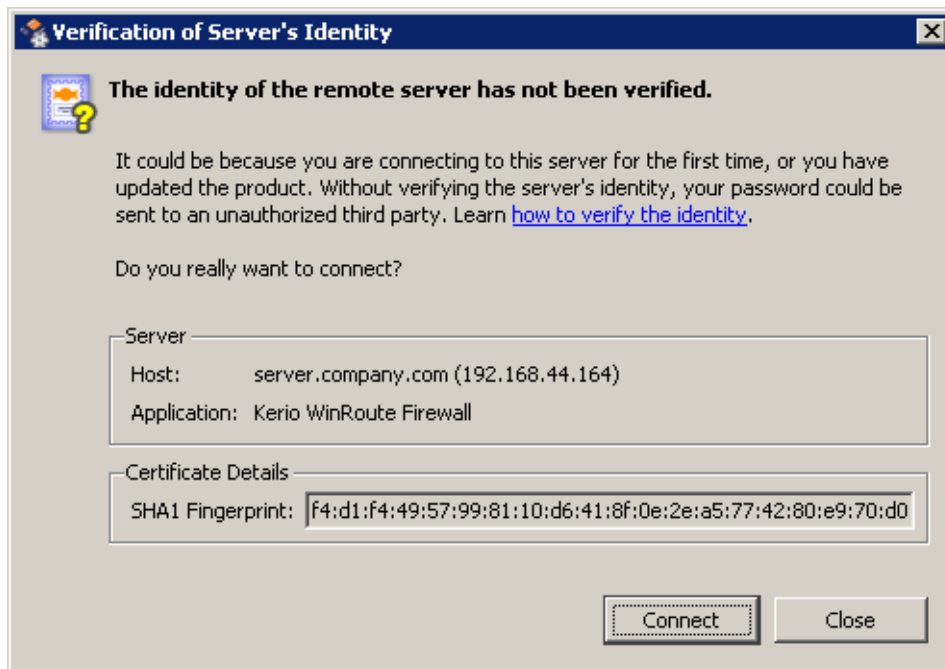 Verification of Server's Identity
The identity of the remote server has not been verified.
It could be because you are connecting to this server for the first time, or you have
updated the product. Without verifying the server's identity, your password could be
sent to an unauthorized third party. Learn how to verify the identity.
Do you really want to connect?
Server
Host: server.company.com (192.168.44.164)
Application: Kerio WinRoute Firewall
Certificate Details
SHA1 Fingerprint: f4:d1:f4:49:57:99:81:10:d6:41:8f:0e:2e:a5:77:42:80:e9:70:d0
Connect Close